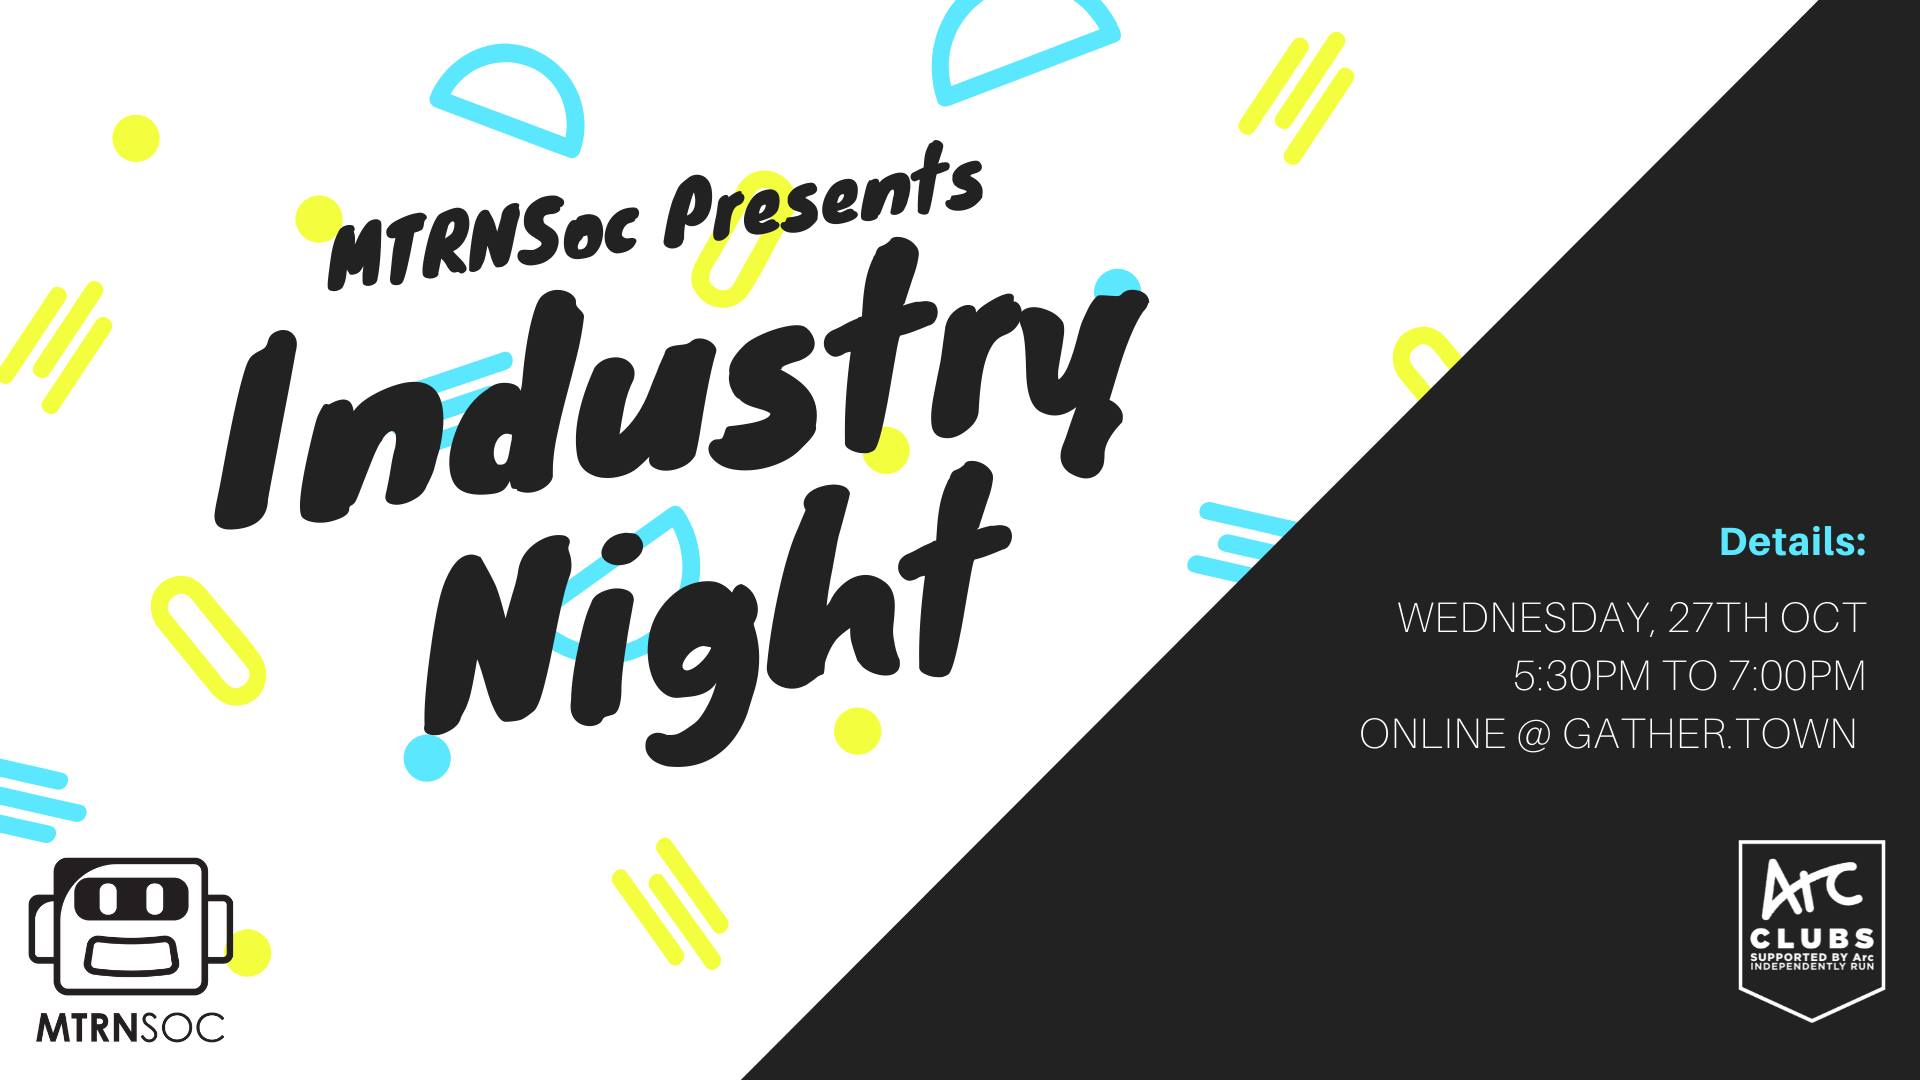 MTRNSoc Presents
Industry
Night
Details:
WEDNESDAY, 27TH OCT
5:30PM TO 7:00PM
ONLINE @ GATHER.TOWN
MTRNSOC
Arc
CLUBS
SUPPORTED BY Arc
INDEPENDENTLY RUN